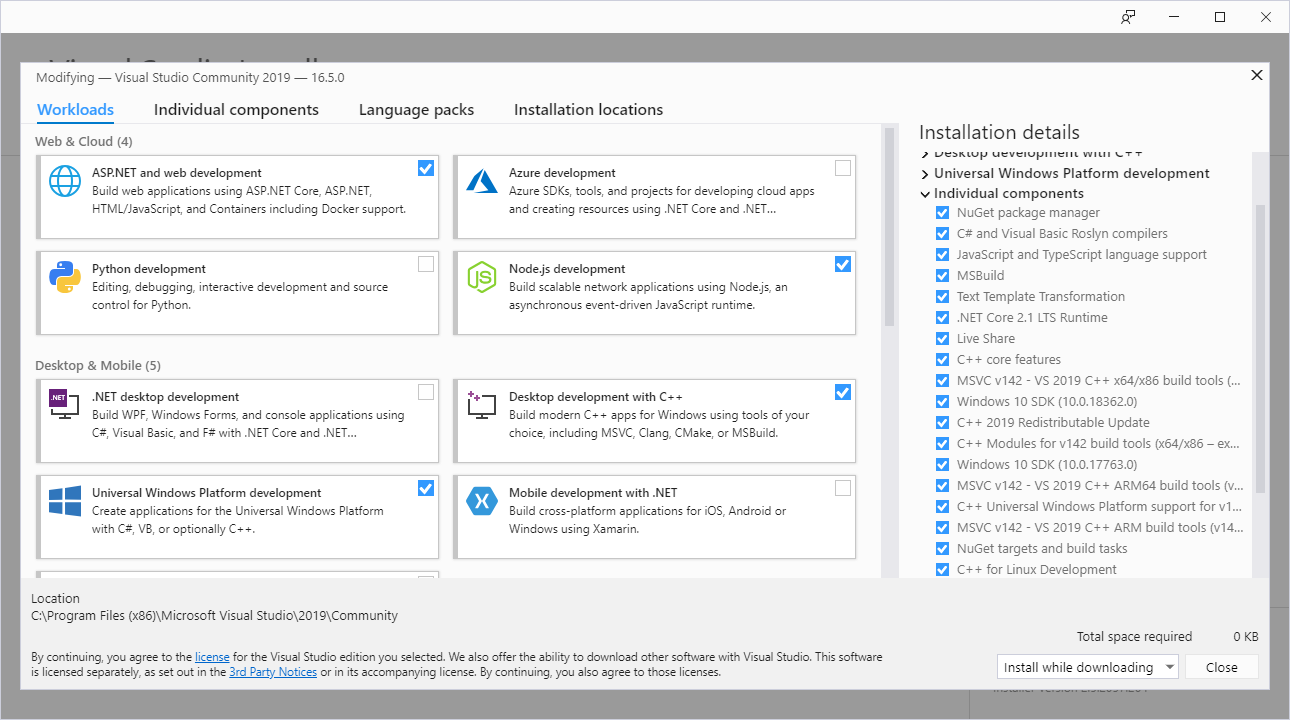 Modifying — Visual Studio Community 2019 — 16.5.0
Workloads
Individual components
Language packs
Installation locations
Web & Cloud (4)
ASP.NET and web development
Build web applications using ASP.NET Core, ASP.NET,
HTML/JavaScript, and Containers including Docker support.
Azure development
Azure SDKs, tools, and projects for developing cloud apps
and creating resources using .NET Core and .NET...
Python development
Editing, debugging, interactive development and source
control for Python.
JS
Node.js development
Build scalable network applications using Node.js, an
asynchronous event-driven JavaScript runtime.
Desktop & Mobile (5)
.NET
.NET desktop development
Build WPF, Windows Forms, and console applications using
C#, Visual Basic, and F# with .NET Core and .NET...
Desktop development with C++
Build modern C++ apps for Windows using tools of your
choice, including MSVC, Clang, CMake, or MSBuild.
Universal Windows Platform development
Create applications for the Universal Windows Platform
with C#, VB, or optionally C++.
Mobile development with .NET
Build cross-platform applications for iOS, Android or
Windows using Xamarin.
Installation details
Desktop development with C++
Universal Windows Platform development
Individual components
NuGet package manager
C# and Visual Basic Roslyn compilers
JavaScript and TypeScript language support
MSBuild
Text Template Transformation
.NET Core 2.1 LTS Runtime
Live Share
C++ core features
MSVC v142 - VS 2019 C++ x64/x86 build tools (...
Windows 10 SDK (10.0.18362.0)
C++ 2019 Redistributable Update
C++ Modules for v142 build tools (x64/x86 – ex...
Windows 10 SDK (10.0.17763.0)
MSVC v142 - VS 2019 C++ ARM64 build tools (v...
C++ Universal Windows Platform support for v1...
MSVC v142 - VS 2019 C++ ARM build tools (v14...
NuGet targets and build tasks
C++ for Linux Development
Location
C:\Program Files (x86)\Microsoft Visual Studio\2019\Community
Total space required 0 KB
By continuing, you agree to the license for the Visual Studio edition you selected. We also offer the ability to download other software with Visual Studio. This software
is licensed separately, as set out in the 3rd Party Notices or in its accompanying license. By continuing, you also agree to those licenses.
Install while downloading
Close